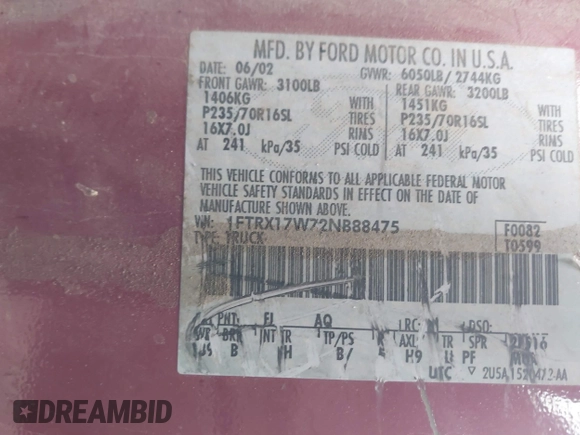 MFD. BY FORD MOTOR CO. IN U.S.A.
DATE: 06/02 GVWR: 6050LB/ 2744KG
FRONT GAWR: 3100LB REAR GAWR: 3200LB
1406KG WITH 1451KG WITH
P235/70R16SL TIRES P235/70R16SL TIRES
16X7.0J RIMS 16X7.0J RIMS
AT 241 kPa/35 PSI COLD AT 241 kPa/35 PSI COLD
THIS VEHICLE CONFORMS TO ALL APPLICABLE FEDERAL MOTOR
VEHICLE SAFETY STANDARDS IN EFFECT ON THE DATE OF
MANUFACTURE SHOWN ABOVE.
VIN: 1FTRX17W72NB88475 F0082
TYPE: TRUCK T0599
PNT: FJ AQ RC: DSO:
BRK INT TR TP/PS R AXL TR SPR
B H B/ H9 PF
UTC ▽ 2U5A
DREAMBID